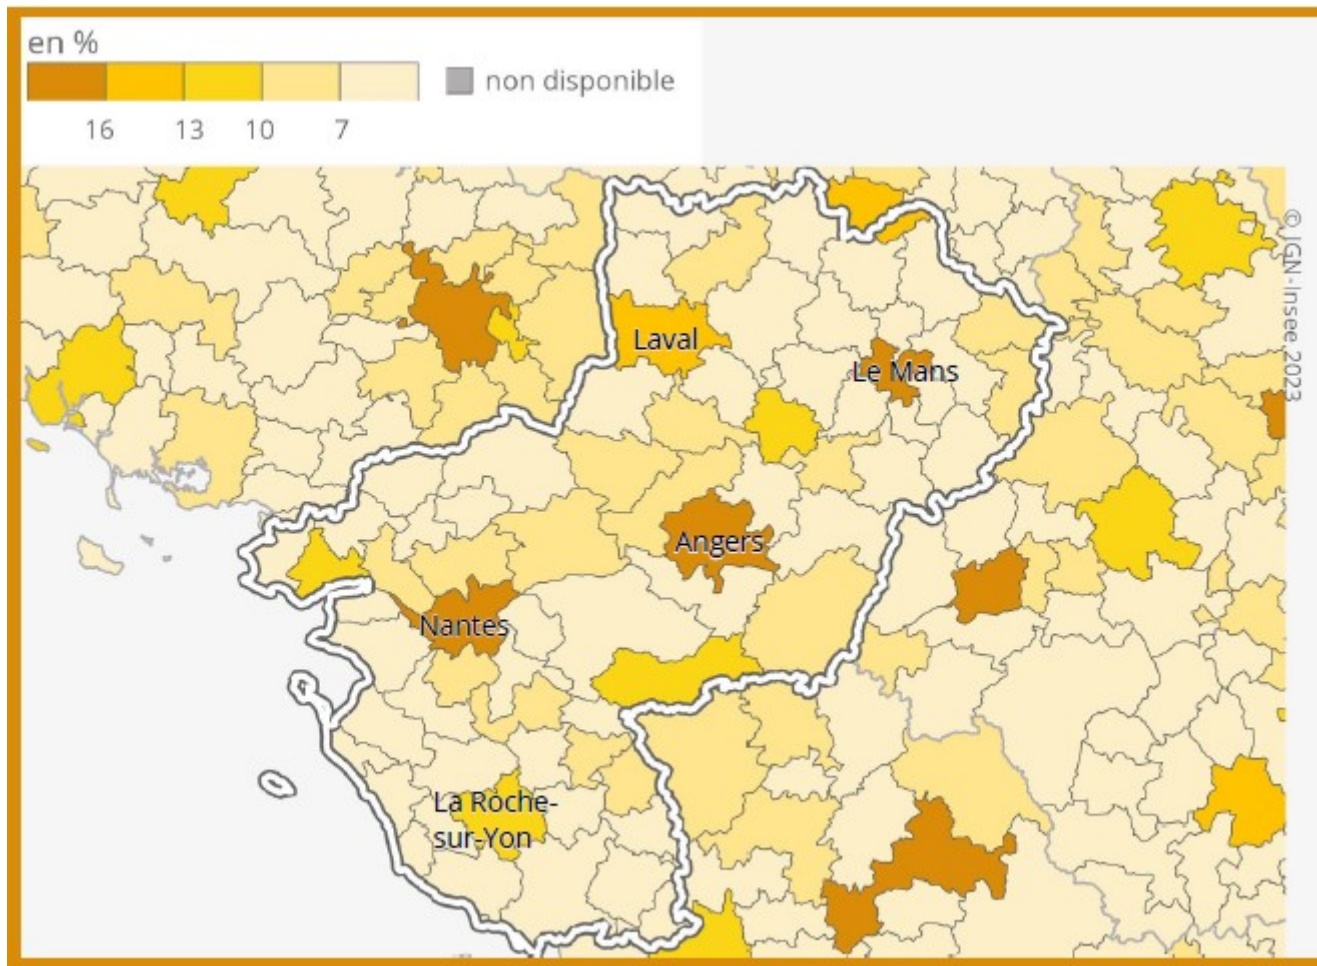 en %
non disponible
16 13 10 7
© IGN-Insee 2023
Laval
Le Mans
Angers
Nantes
La Roche-
sur-Yon